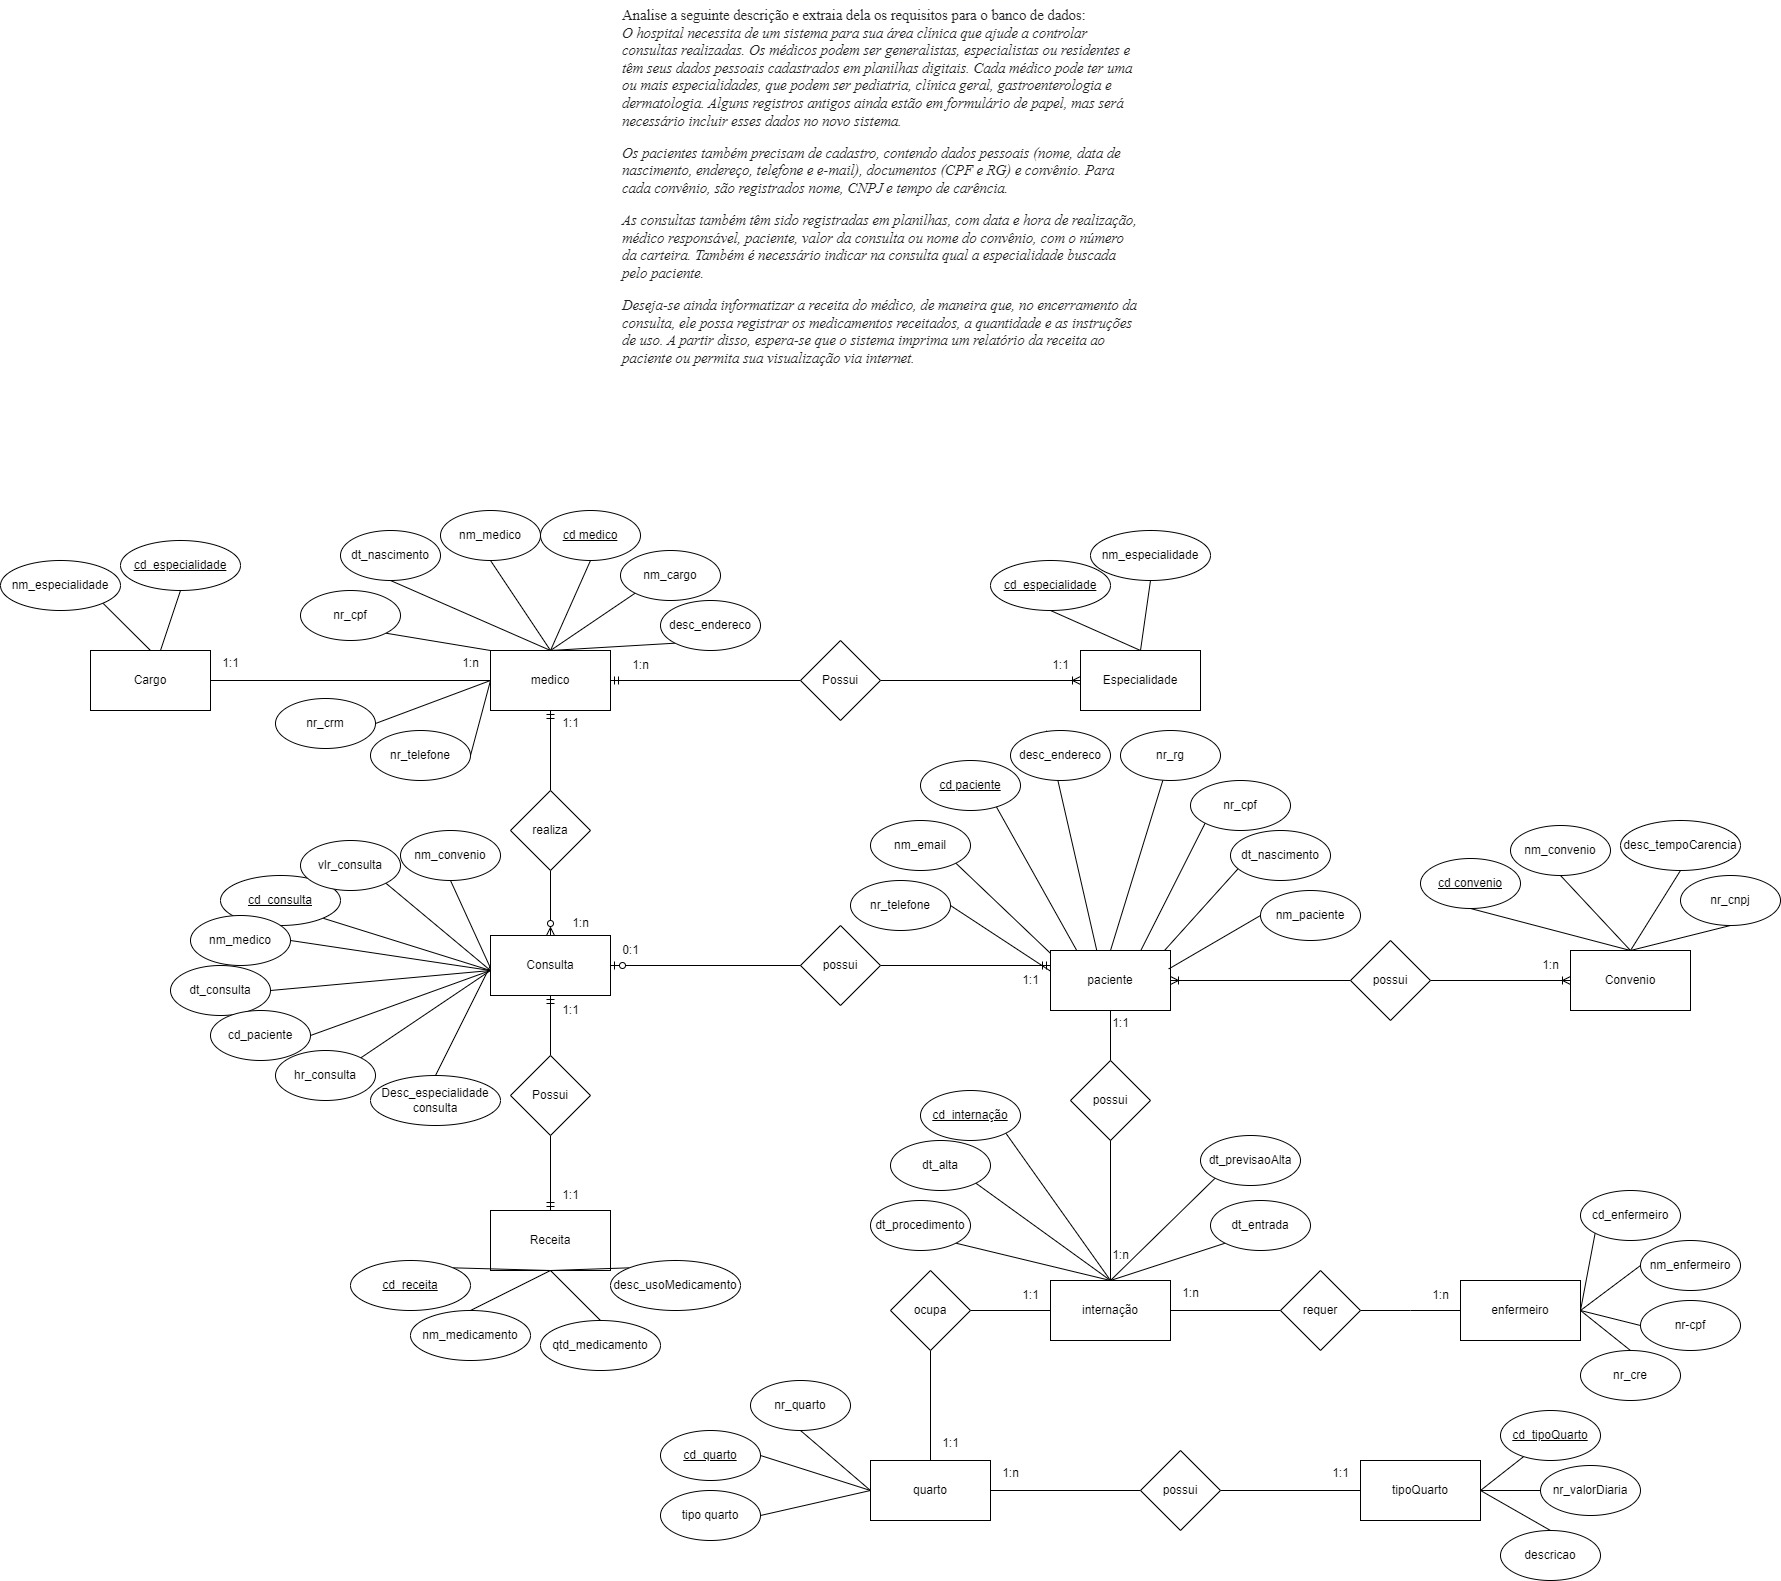 Analise a seguinte descrição e extraia dela os requisitos para o banco de dados:
O hospital necessita de um sistema para sua área clínica que ajude a controlar
consultas realizadas. Os médicos podem ser generalistas, especialistas ou residentes e
têm seus dados pessoais cadastrados em planilhas digitais. Cada médico pode ter uma
ou mais especialidades, que podem ser pediatria, clínica geral, gastroenterologia e
dermatologia. Alguns registros antigos ainda estão em formulário de papel, mas será
necessário incluir esses dados no novo sistema.
Os pacientes também precisam de cadastro, contendo dados pessoais (nome, data de
nascimento, endereço, telefone e e-mail), documentos (CPF e RG) e convênio. Para
cada convênio, são registrados nome, CNPJ e tempo de carência.
As consultas também têm sido registradas em planilhas, com data e hora de realização,
médico responsável, paciente, valor da consulta ou nome do convênio, com o número
da carteira. Também é necessário indicar na consulta qual a especialidade buscada
pelo paciente.
Deseja-se ainda informatizar a receita do médico, de maneira que, no encerramento da
consulta, ele possa registrar os medicamentos receitados, a quantidade e as instruções
de uso. A partir disso, espera-se que o sistema imprima um relatório da receita ao
paciente ou permita sua visualização via internet.
nm_especialidade
cd_especialidade
Cargo
1:1
1:n
nr_cpf
dt_nascimento
nm_medico
cd medico
nm_cargo
desc_endereco
medico
nr_crm
nr_telefone
1:n
Possui
1:1
cd_especialidade
nm_especialidade
Especialidade
1:1
realiza
1:n
nm_convenio
vlr_consulta
cd_consulta
nm_medico
dt_consulta
cd_paciente
hr_consulta
Desc_especialidade
consulta
Consulta
0:1
possui
1:1
nr_telefone
nm_email
cd paciente
desc_endereco
nr_rg
nr_cpf
dt_nascimento
nm_paciente
paciente
possui
1:n
cd convenio
nm_convenio
desc_tempoCarencia
nr_cnpj
Convenio
1:1
Possui
1:1
Receita
cd_receita
nm_medicamento
qtd_medicamento
desc_usoMedicamento
1:1
possui
1:n
cd_internação
dt_alta
dt_procedimento
dt_previsaoAlta
dt_entrada
internação
1:1
ocupa
1:1
1:n
requer
1:n
enfermeiro
cd_enfermeiro
nm_enfermeiro
nr-cpf
nr_cre
nr_quarto
cd_quarto
tipo quarto
quarto
1:n
possui
1:1
tipoQuarto
cd_tipoQuarto
nr_valorDiaria
descricao